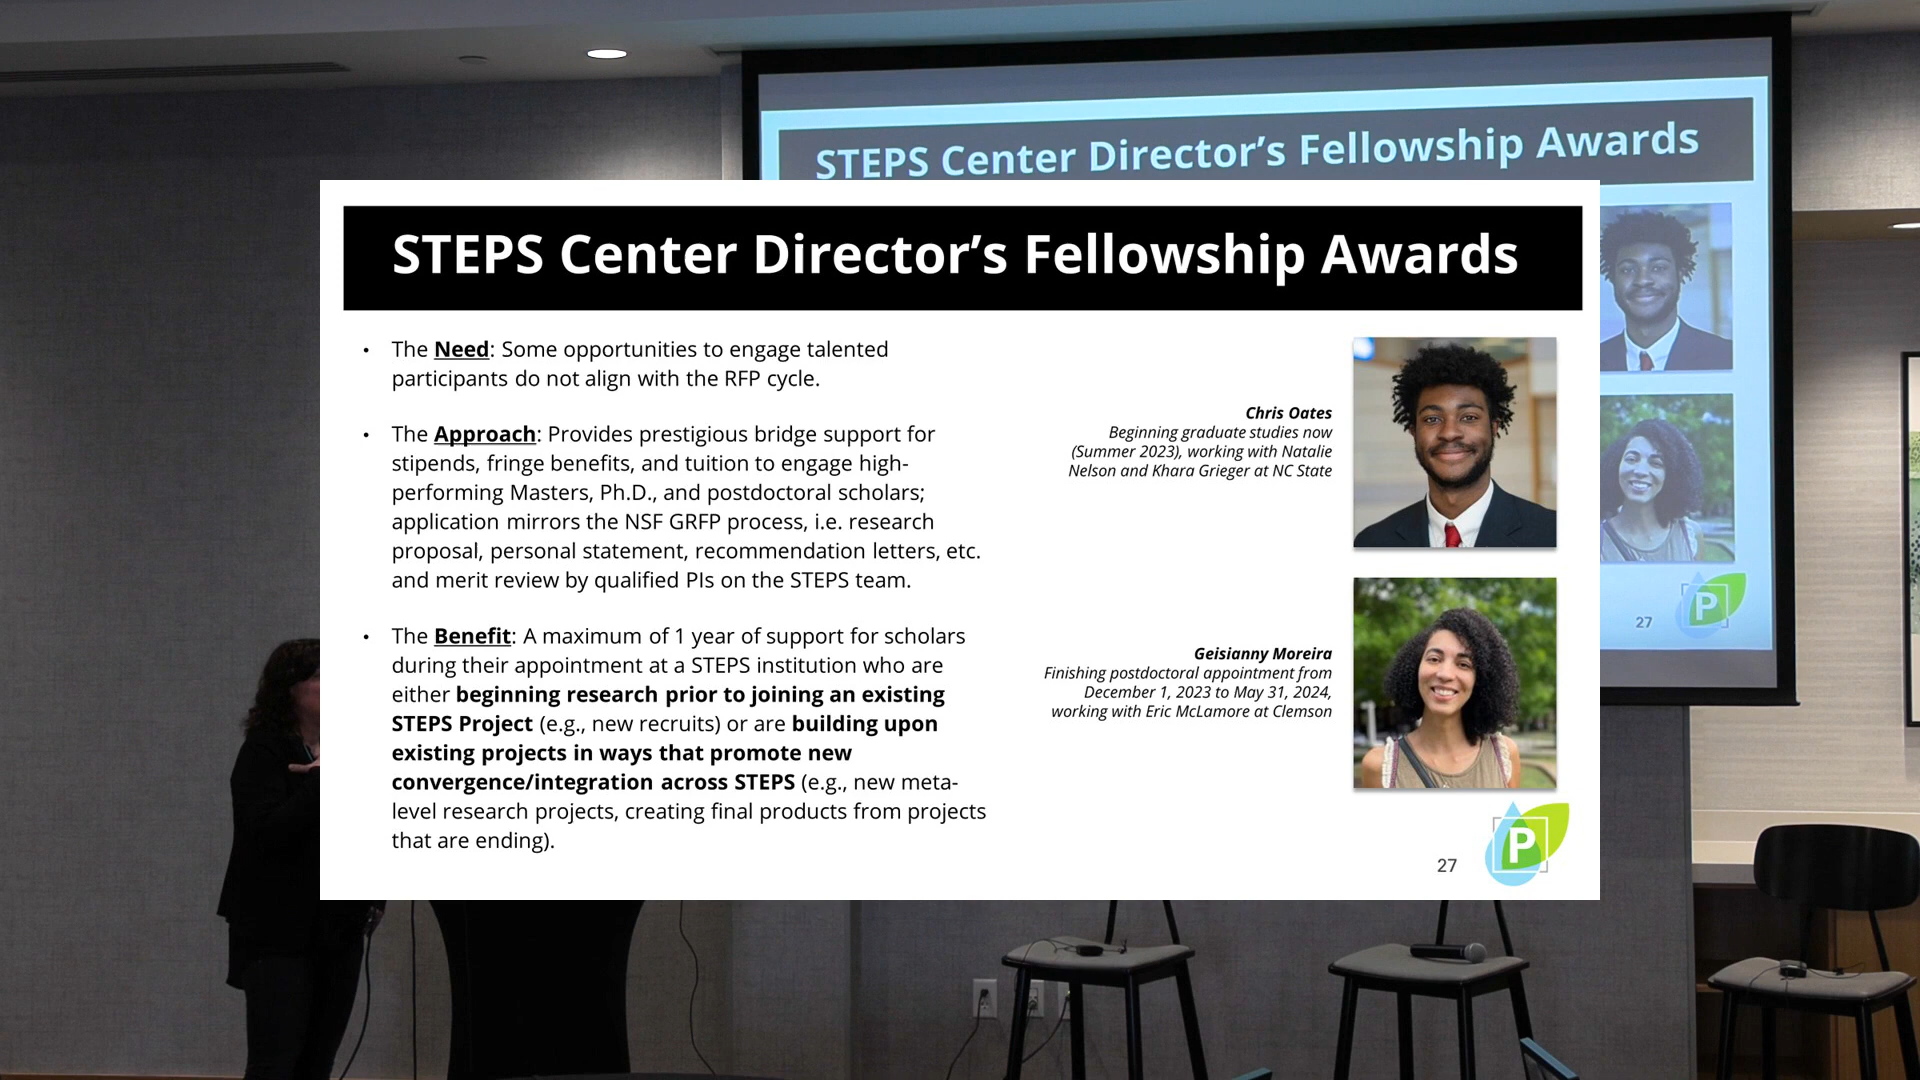 STEPS Center Director’s Fellowship Awards
STEPS Center Director’s Fellowship Awards
• The Need: Some opportunities to engage talented
participants do not align with the RFP cycle.
• The Approach: Provides prestigious bridge support for
stipends, fringe benefits, and tuition to engage high-
performing Masters, Ph.D., and postdoctoral scholars;
application mirrors the NSF GRFP process, i.e. research
proposal, personal statement, recommendation letters, etc.
and merit review by qualified PIs on the STEPS team.
• The Benefit: A maximum of 1 year of support for scholars
during their appointment at a STEPS institution who are
either beginning research prior to joining an existing
STEPS Project (e.g., new recruits) or are building upon
existing projects in ways that promote new
convergence/integration across STEPS (e.g., new meta-
level research projects, creating final products from projects
that are ending).
Chris Oates
Beginning graduate studies now
(Summer 2023), working with Natalie
Nelson and Khara Grieger at NC State
Geisianny Moreira
Finishing postdoctoral appointment from
December 1, 2023 to May 31, 2024,
working with Eric McLamore at Clemson
27
P
27
P